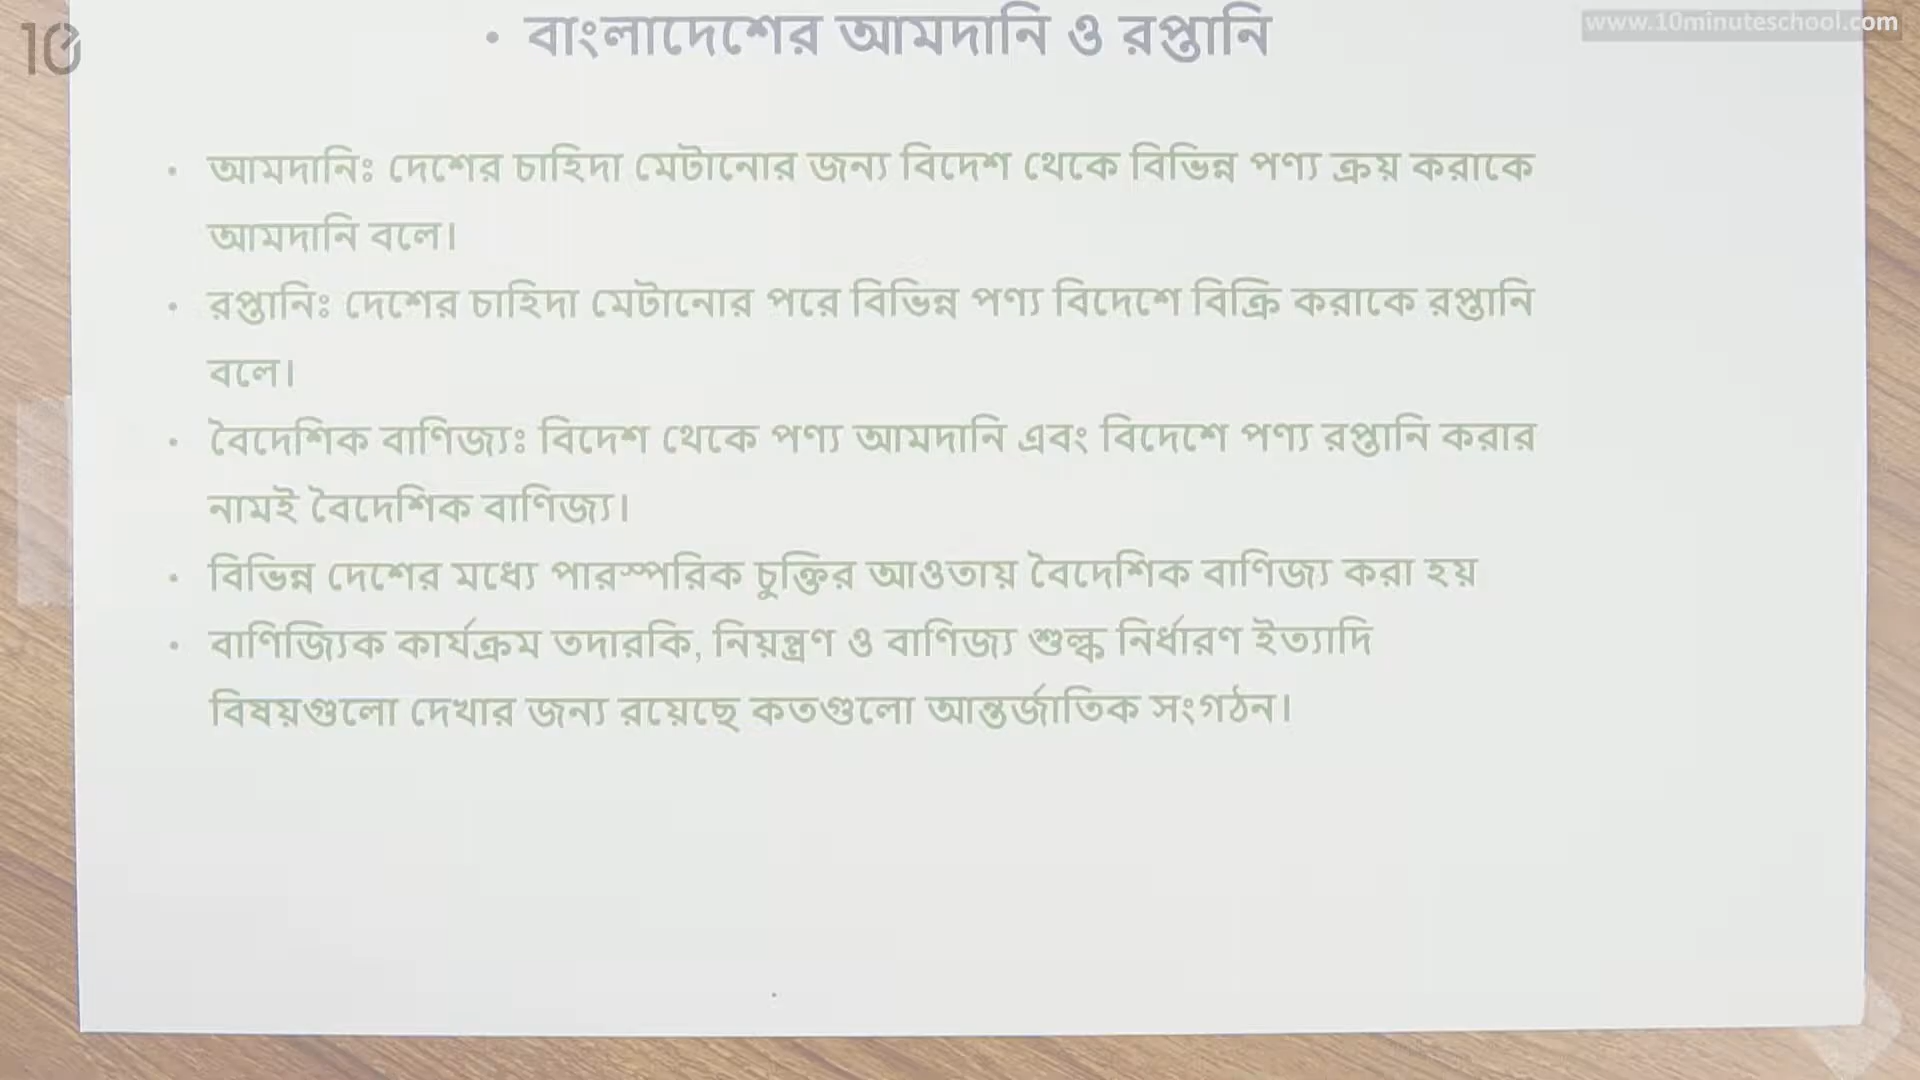 10
www.10minuteschool.com
• বাংলাদেশের আমদানি ও রপ্তানি
• আমদানিঃ দেশের চাহিদা মেটানোর জন্য বিদেশ থেকে বিভিন্ন পণ্য ক্রয় করাকে
আমদানি বলে।
• রপ্তানিঃ দেশের চাহিদা মেটানোর পরে বিভিন্ন পণ্য বিদেশে বিক্রি করাকে রপ্তানি
বলে।
• বৈদেশিক বাণিজ্যঃ বিদেশ থেকে পণ্য আমদানি এবং বিদেশে পণ্য রপ্তানি করার
নামই বৈদেশিক বাণিজ্য।
• বিভিন্ন দেশের মধ্যে পারস্পরিক চুক্তির আওতায় বৈদেশিক বাণিজ্য করা হয়
• বাণিজ্যিক কার্যক্রম তদারকি, নিয়ন্ত্রণ ও বাণিজ্য শুল্ক নির্ধারণ ইত্যাদি
বিষয়গুলো দেখার জন্য রয়েছে কতগুলো আন্তর্জাতিক সংগঠন।